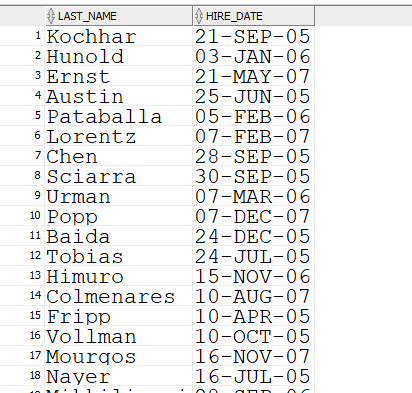 LAST_NAME HIRE_DATE
1 Kochhar 21-SEP-05
2 Hunold 03-JAN-06
3 Ernst 21-MAY-07
4 Austin 25-JUN-05
5 Pataballa 05-FEB-06
6 Lorentz 07-FEB-07
7 Chen 28-SEP-05
8 Sciarra 30-SEP-05
9 Urman 07-MAR-06
10 Popp 07-DEC-07
11 Baida 24-DEC-05
12 Tobias 24-JUL-05
13 Himuro 15-NOV-06
14 Colmenares 10-AUG-07
15 Fripp 10-APR-05
16 Vollman 10-OCT-05
17 Mourgos 16-NOV-07
18 Nayer 16-JUL-05